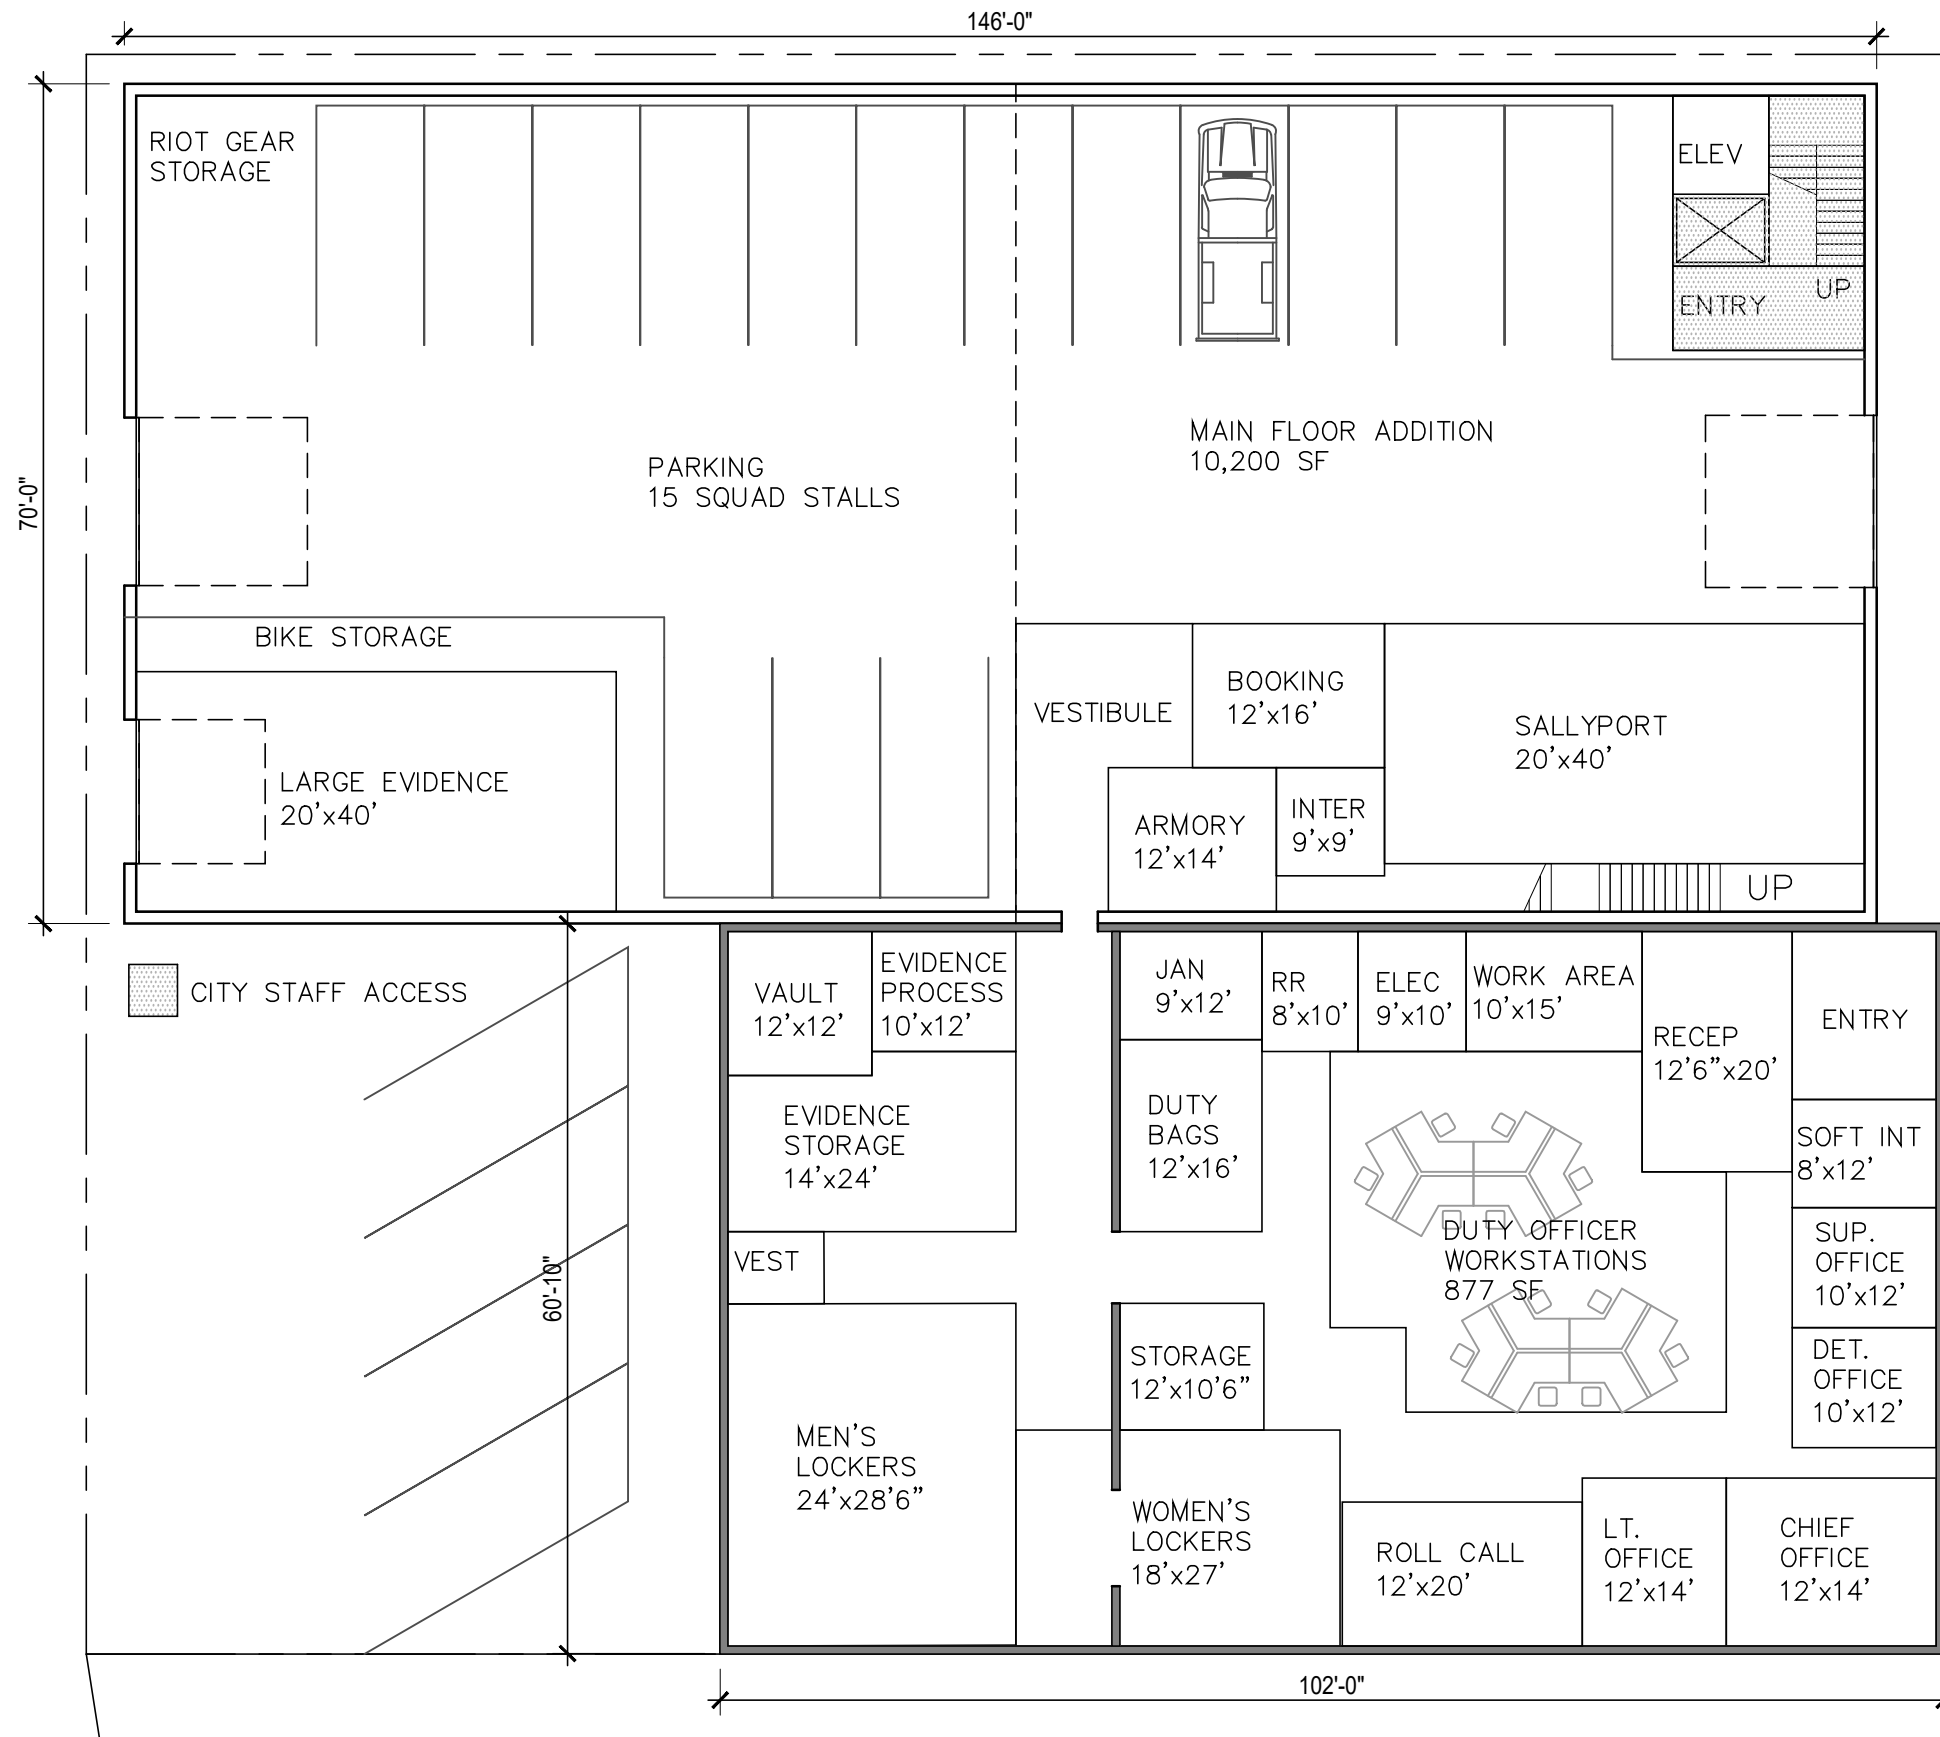 146'-0"
RIOT GEAR
STORAGE
ELEV
UP
ENTRY
70'-0"
MAIN FLOOR ADDITION
10,200 SF
PARKING
15 SQUAD STALLS
BIKE STORAGE
LARGE EVIDENCE
20'x40'
VESTIBULE
BOOKING
12'x16'
SALLYPORT
20'x40'
ARMORY
12'x14'
INTER
9'x9'
UP
CITY STAFF ACCESS
60'-10"
VAULT
12'x12'
EVIDENCE
PROCESS
10'x12'
JAN
9'x12'
RR
8'x10'
ELEC
9'x10'
WORK AREA
10'x15'
RECEP
12'6"x20'
ENTRY
EVIDENCE
STORAGE
14'x24'
DUTY
BAGS
12'x16'
SOFT INT
8'x12'
DUTY OFFICER
WORKSTATIONS
877 SF
SUP.
OFFICE
10'x12'
VEST
STORAGE
12'x10'6"
DET.
OFFICE
10'x12'
MEN'S
LOCKERS
24'x28'6"
WOMEN'S
LOCKERS
18'x27'
ROLL CALL
12'x20'
LT.
OFFICE
12'x14'
CHIEF
OFFICE
12'x14'
102'-0"